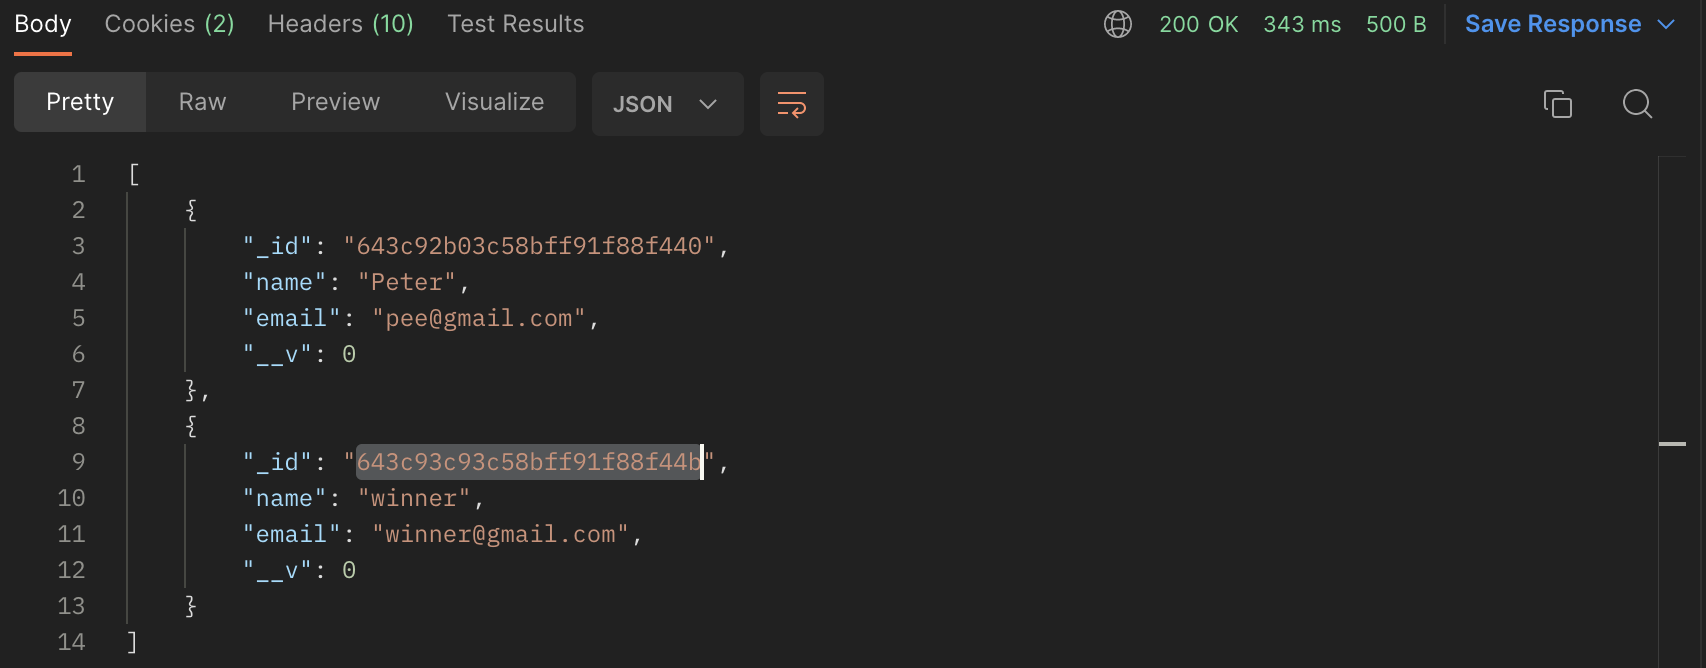 Body Cookies (2) Headers (10) Test Results 200 OK 343 ms 500 B Save Response
Pretty Raw Preview Visualize JSON
1 [
2 {
3 "_id": "643c92b03c58bff91f88f440",
4 "name": "Peter",
5 "email": "pee@gmail.com",
6 "__v": 0
7 },
8 {
9 "_id": "643c93c93c58bff91f88f44b",
10 "name": "winner",
11 "email": "winner@gmail.com",
12 "__v": 0
13 }
14 ]